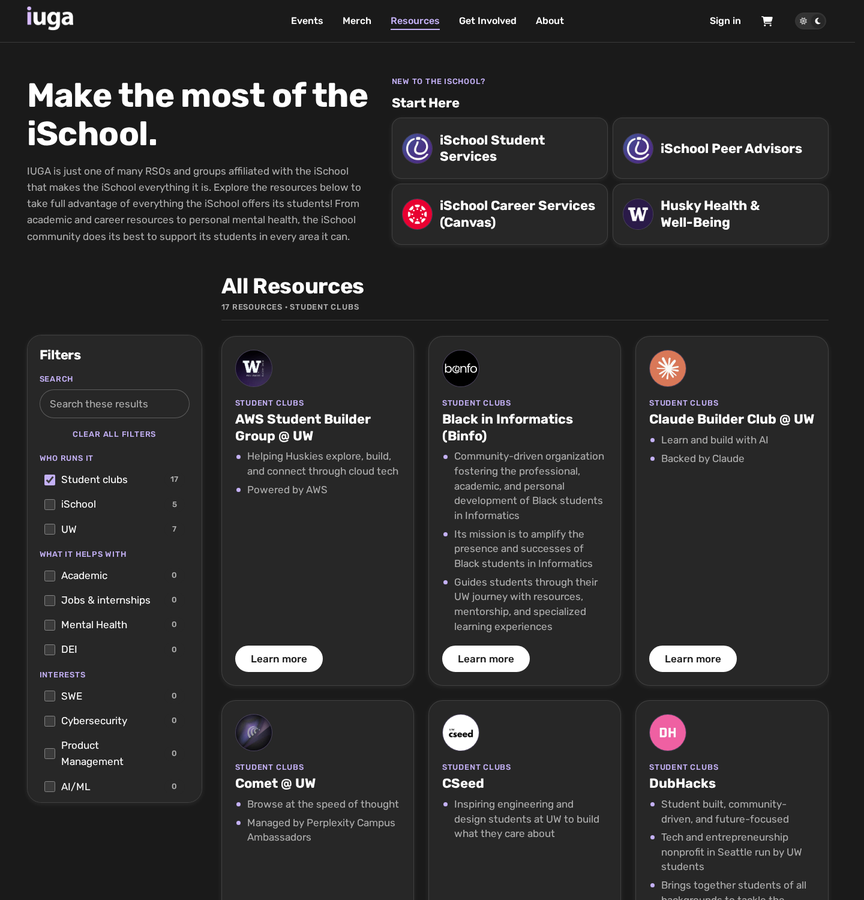 iuga
Events
Merch
Resources
Get Involved
About
Sign in
Make the most of the
iSchool.
IUGA is just one of many RSOs and groups affiliated with the iSchool
that makes the iSchool everything it is. Explore the resources below to
take full advantage of everything the iSchool offers its students! From
academic and career resources to personal mental health, the iSchool
community does its best to support its students in every area it can.
NEW TO THE ISCHOOL?
Start Here
iSchool Student
Services
iSchool Peer Advisors
iSchool Career Services
(Canvas)
W
Husky Health &
Well-Being
All Resources
17 RESOURCES • STUDENT CLUBS
Filters
SEARCH
Search these results
CLEAR ALL FILTERS
WHO RUNS IT
Student clubs 17
iSchool 5
UW 7
WHAT IT HELPS WITH
Academic 0
Jobs & internships 0
Mental Health 0
DEI 0
INTERESTS
SWE 0
Cybersecurity 0
Product
Management 0
AI/ML 0
W
STUDENT CLUBS
AWS Student Builder
Group @ UW
Helping Huskies explore, build,
and connect through cloud tech
Powered by AWS
Learn more
b@nfo
STUDENT CLUBS
Black in Informatics
(Binfo)
Community-driven organization
fostering the professional,
academic, and personal
development of Black students
in Informatics
Its mission is to amplify the
presence and successes of
Black students in Informatics
Guides students through their
UW journey with resources,
mentorship, and specialized
learning experiences
Learn more
STUDENT CLUBS
Claude Builder Club @ UW
Learn and build with AI
Backed by Claude
Learn more
STUDENT CLUBS
Comet @ UW
Browse at the speed of thought
Managed by Perplexity Campus
Ambassadors
cseed
STUDENT CLUBS
CSeed
Inspiring engineering and
design students at UW to build
what they care about
DH
STUDENT CLUBS
DubHacks
Student built, community-
driven, and future-focused
Tech and entrepreneurship
nonprofit in Seattle run by UW
students
Brings together students of all
backgrounds to tackle the